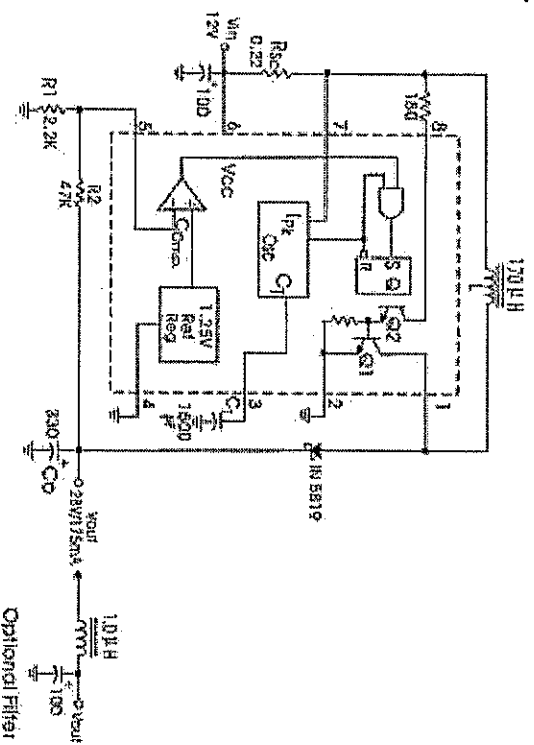 170 µH
L
8
180
7
Rsc
0.22
6
Vin
12V
100
5
R1
2.2K
R2
47K
1
2
3
4
S Q
R
Q2
Q1
Ipk
Osc
CT
VCC
Comp.
1.25V
Ref
Reg
CT
1500
IN 5819
330
Co
Vout
28V/175mA
1.0 µH
Vout
100
Optional Filter